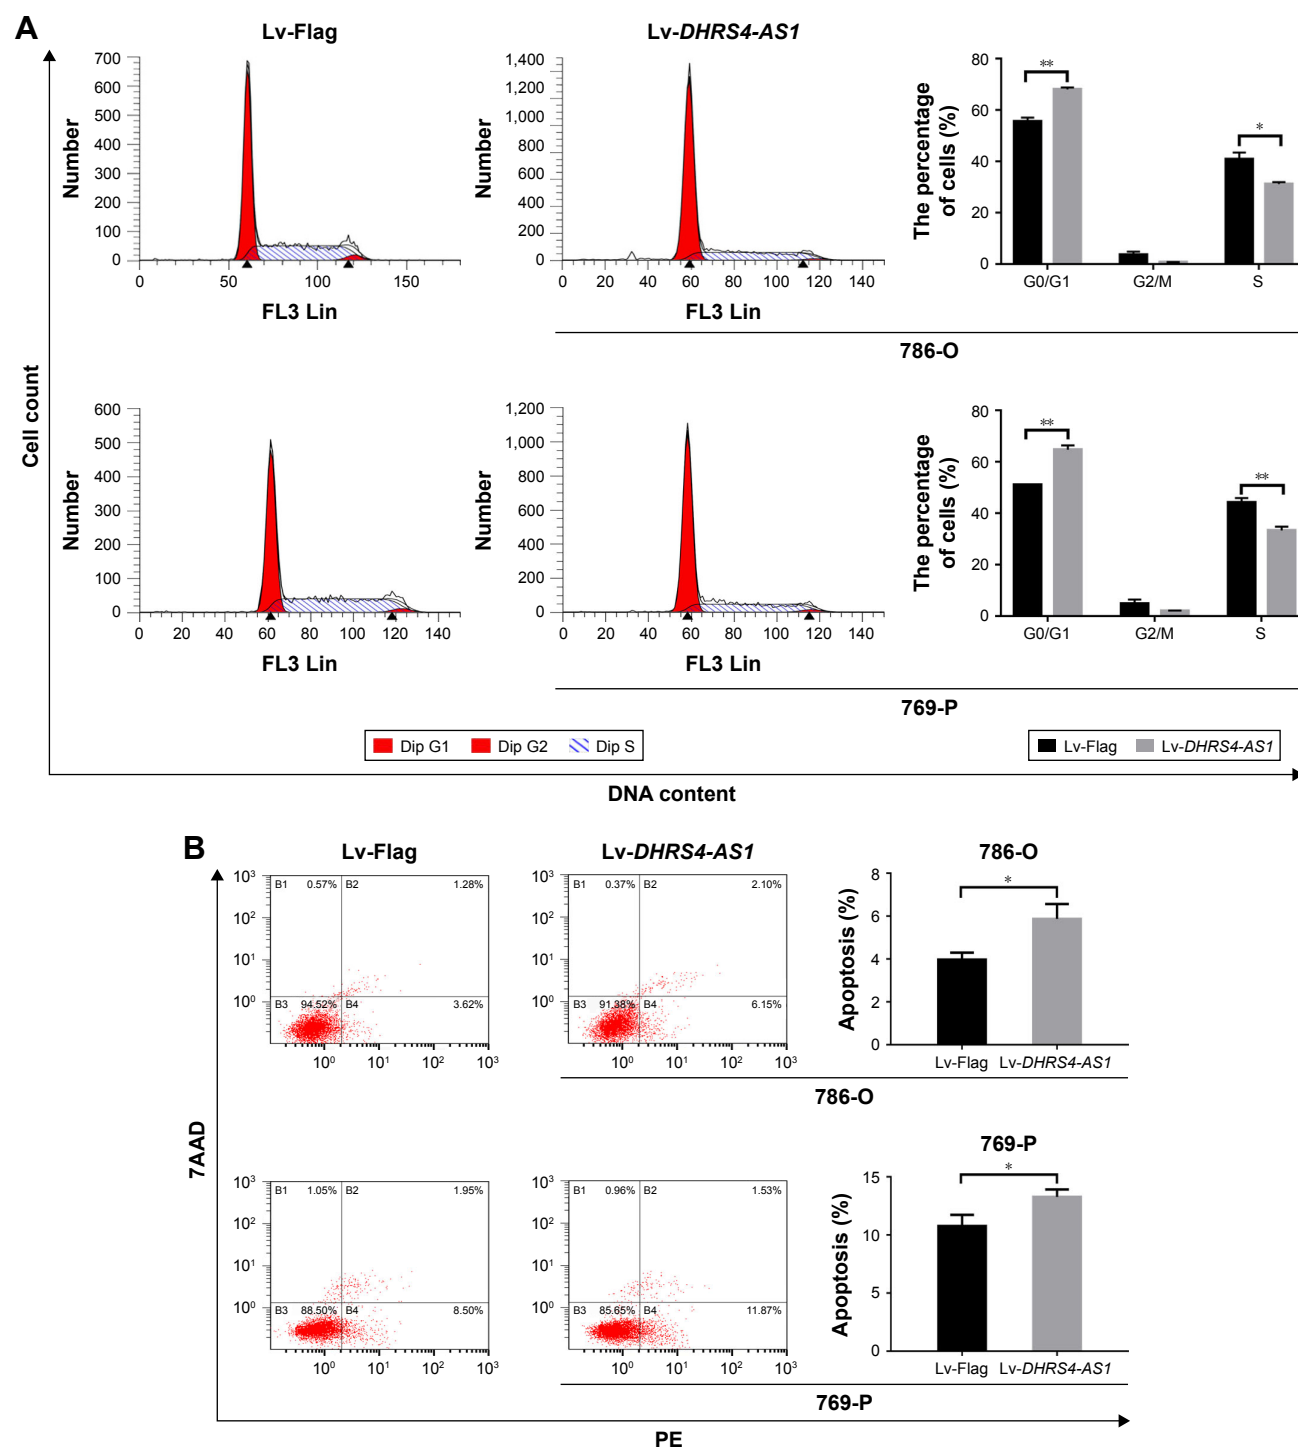 A
Lv-Flag
Lv-DHRS4-AS1
Cell count
Number
700
600
500
400
300
200
100
0
0 50 100 150
FL3 Lin
Number
1,400
1,200
1,000
800
600
400
200
0
0 20 40 60 80 100 120 140
FL3 Lin
The percentage
of cells (%)
80
60
40
20
0
**
*
G0/G1 G2/M S
786-O
Number
600
500
400
300
200
100
0
0 20 40 60 80 100 120 140
FL3 Lin
Number
1,200
1,000
800
600
400
200
0
0 20 40 60 80 100 120 140
FL3 Lin
The percentage
of cells (%)
80
60
40
20
0
**
**
G0/G1 G2/M S
769-P
Dip G1 Dip G2 Dip S
Lv-Flag Lv-DHRS4-AS1
DNA content
B
Lv-Flag
Lv-DHRS4-AS1
786-O
7AAD
10³
10²
10¹
10⁰
B1 0.57% B2 1.28%
B3 94.52% B4 3.62%
10⁰ 10¹ 10² 10³
10³
10²
10¹
10⁰
B1 0.37% B2 2.10%
B3 91.38% B4 6.15%
10⁰ 10¹ 10² 10³
Apoptosis (%)
8
6
4
2
0
*
Lv-Flag Lv-DHRS4-AS1
786-O
769-P
10³
10²
10¹
10⁰
B1 1.05% B2 1.95%
B3 88.50% B4 8.50%
10⁰ 10¹ 10² 10³
10³
10²
10¹
10⁰
B1 0.96% B2 1.53%
B3 85.65% B4 11.87%
10⁰ 10¹ 10² 10³
Apoptosis (%)
15
10
5
0
*
Lv-Flag Lv-DHRS4-AS1
769-P
PE